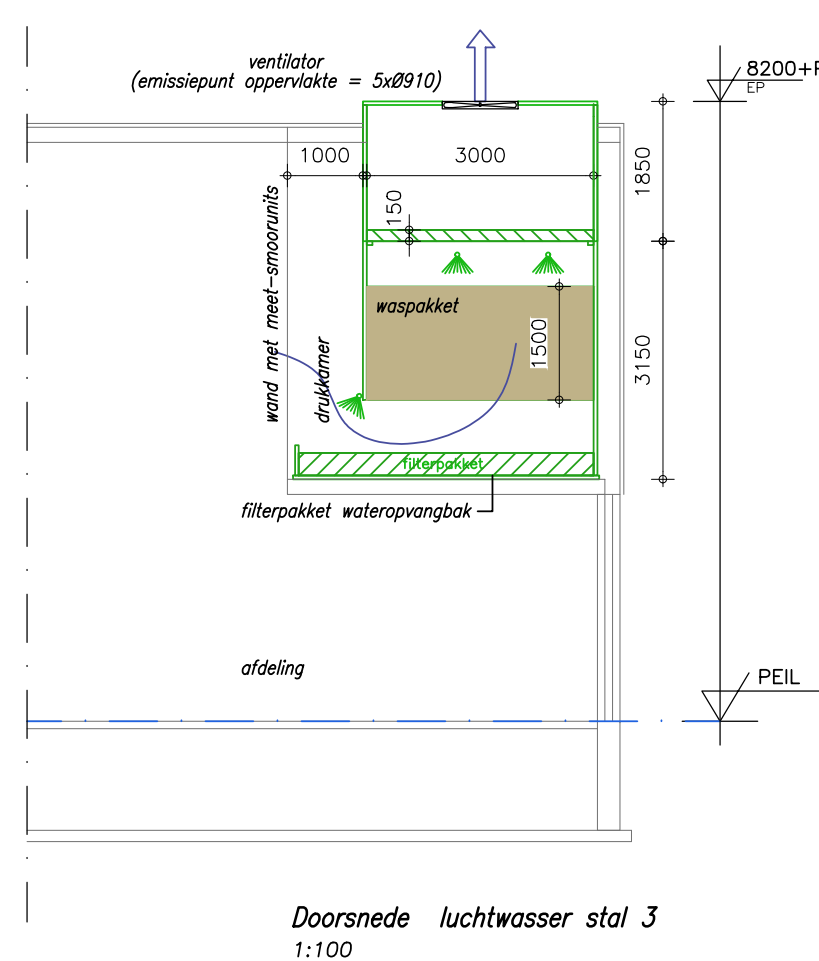 ventilator
(emissiepunt oppervlakte = 5xØ910)
8200+P
EP
1000
3000
1850
150
wand met meet-smoorunits
waspakket
1500
drukkamer
3150
filterpakket
filterpakket wateropvangbak
afdeling
PEIL
Doorsnede luchtwasser stal 3
1:100